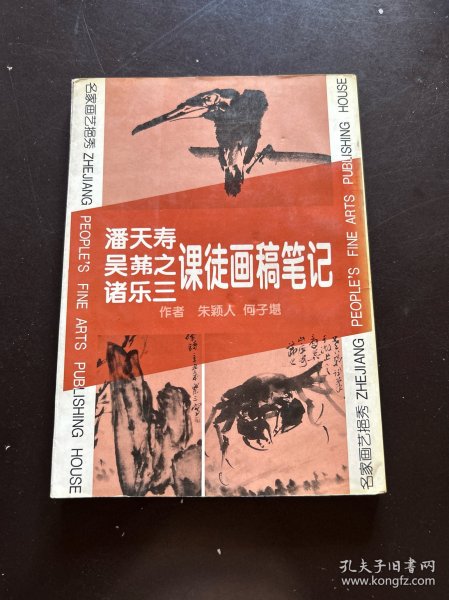 名家画艺挹秀 ZHEJIANG PEOPLE'S FINE ARTS PUBLISHING HOUSE
潘天寿
吴茀之
诸乐三
课徒画稿笔记
作者 朱颖人 何子堪
名家画艺挹秀 ZHEJIANG PEOPLE'S FINE ARTS PUBLISHING HOUSE
孔夫子旧书网
www.kongfz.com